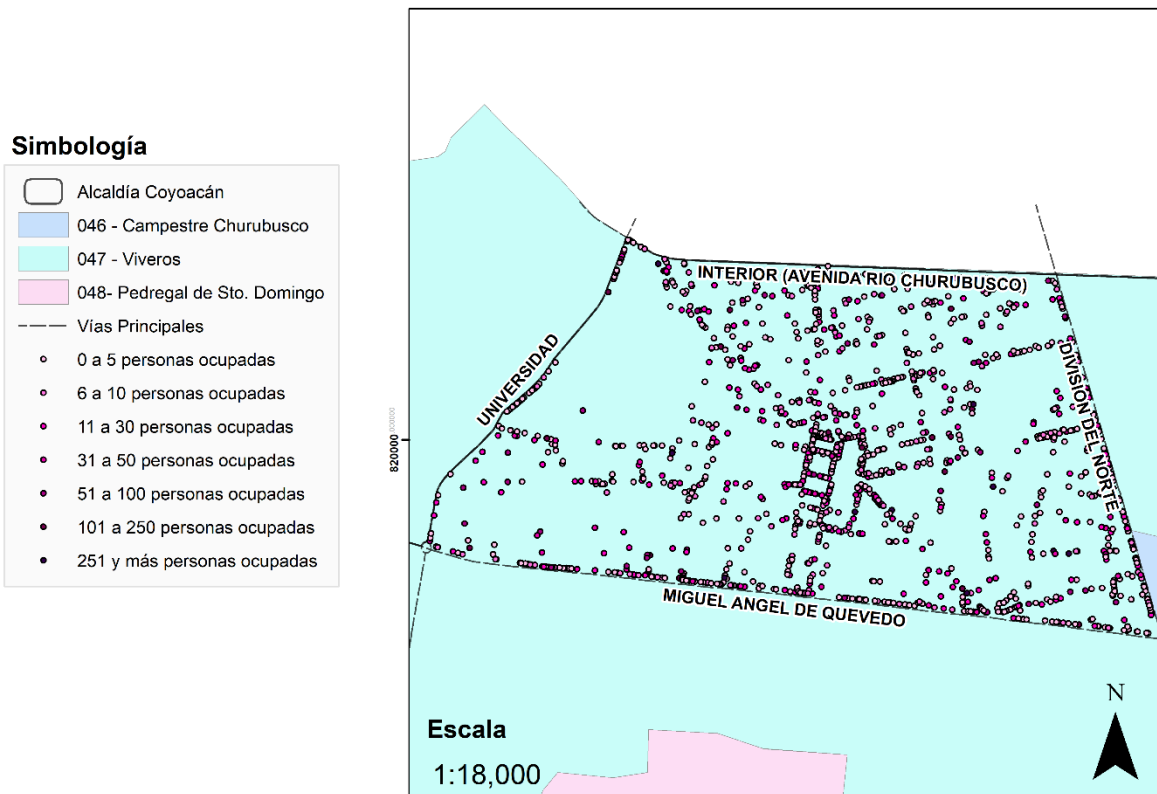 Simbología
Alcaldía Coyoacán
046 - Campestre Churubusco
047 - Viveros
048- Pedregal de Sto. Domingo
Vías Principales
0 a 5 personas ocupadas
6 a 10 personas ocupadas
11 a 30 personas ocupadas
31 a 50 personas ocupadas
51 a 100 personas ocupadas
101 a 250 personas ocupadas
251 y más personas ocupadas
INTERIOR (AVENIDA RIO CHURUBUSCO)
UNIVERSIDAD
DIVISION DEL NORTE
820000
.000000
MIGUEL ANGEL DE QUEVEDO
N
Escala
1:18,000